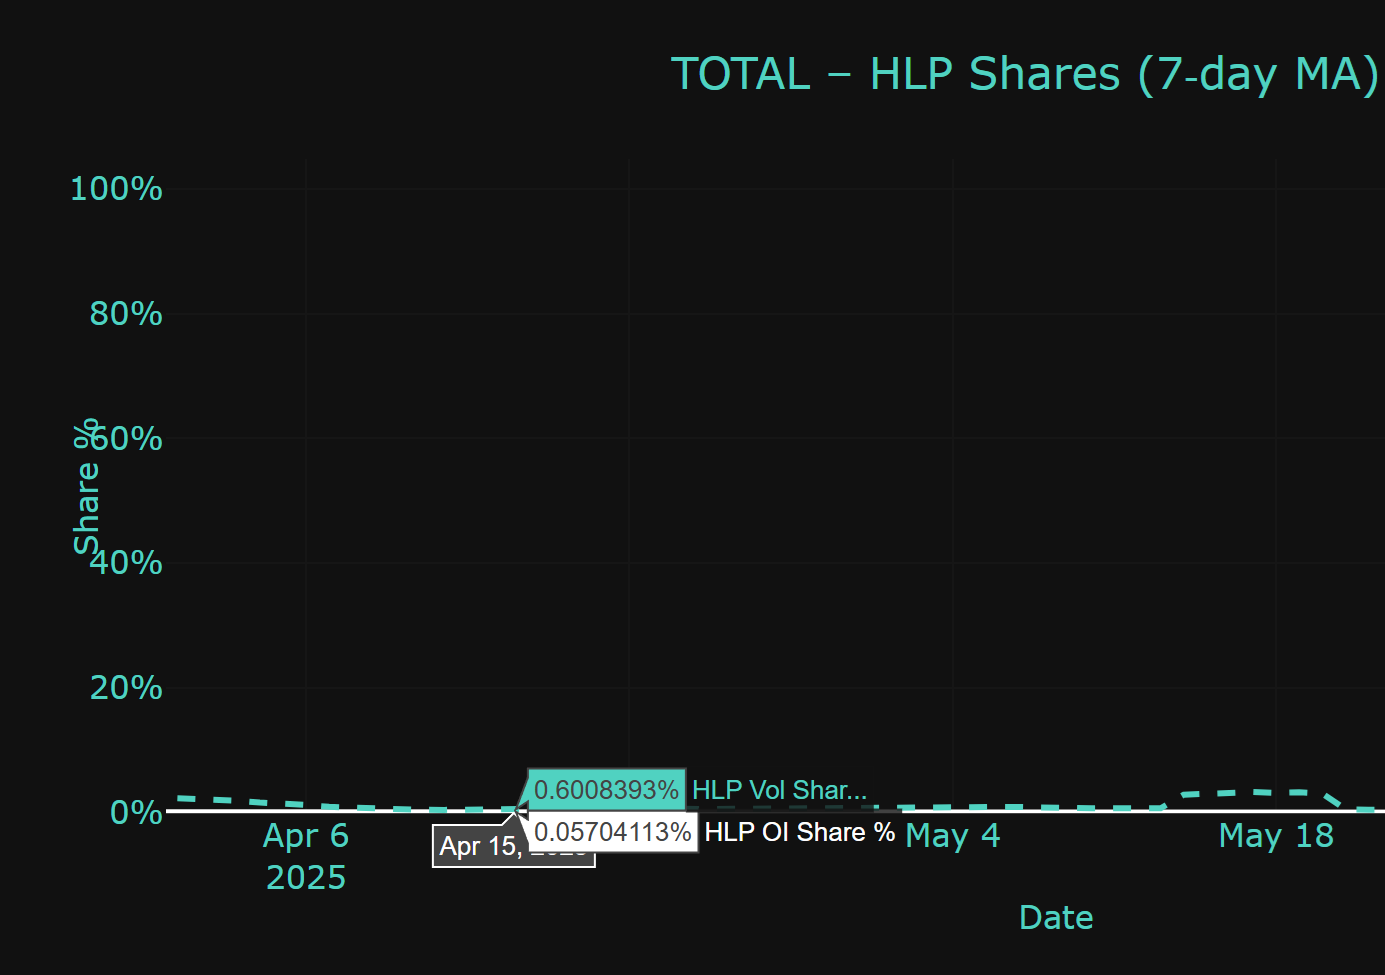 TOTAL – HLP Shares (7-day MA)
100%
80%
60%
40%
20%
0%
Share %
0.6008393% HLP Vol Shar...
0.05704113% HLP OI Share %
Apr 15,
Apr 6
2025
May 4
May 18
Date